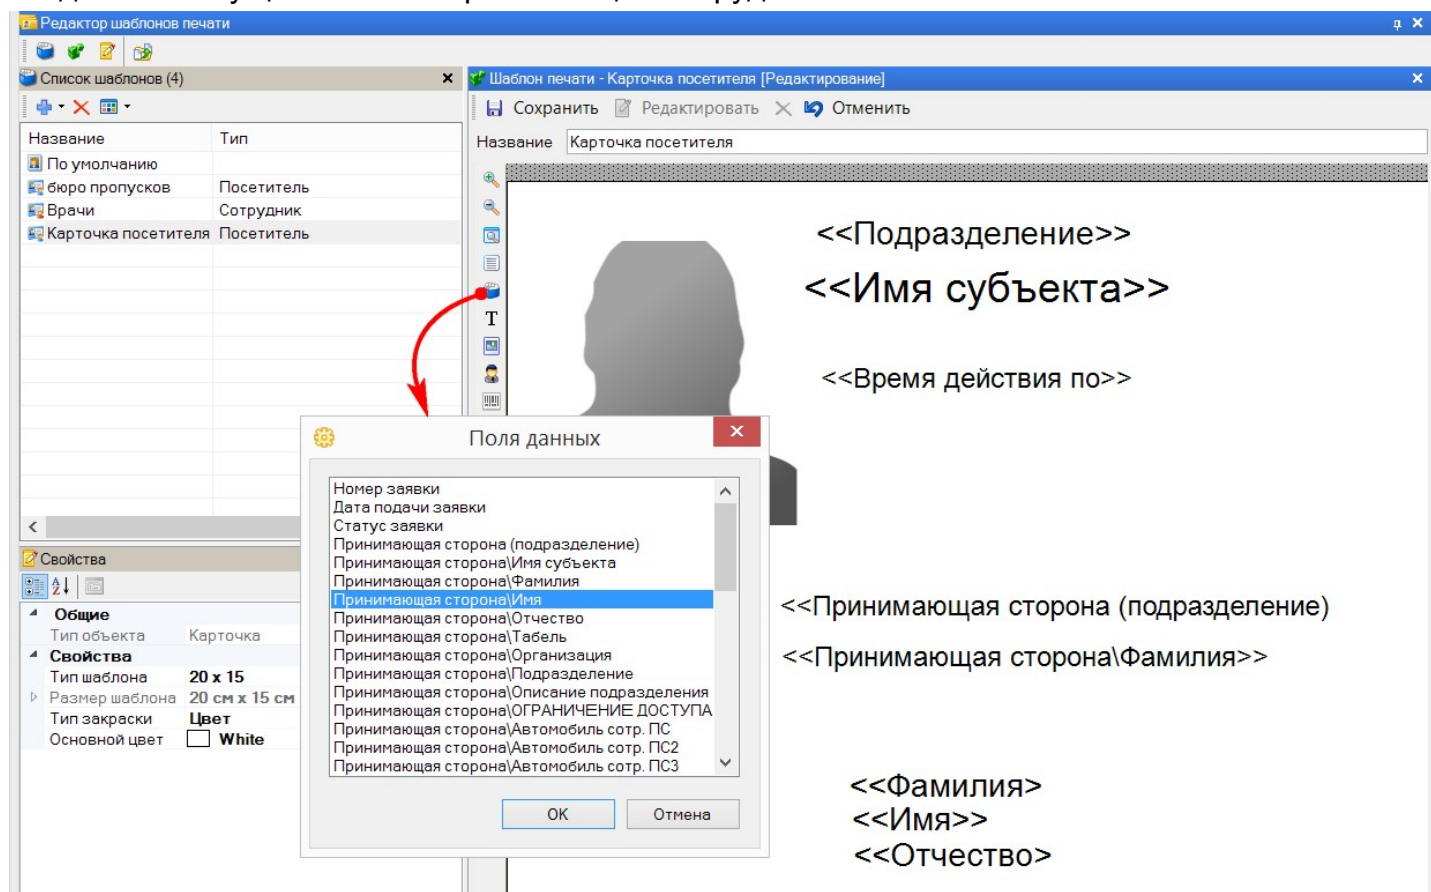 Редактор шаблонов печати
Список шаблонов (4)
Название Тип
По умолчанию
бюро пропусков Посетитель
Врачи Сотрудник
Карточка посетителя Посетитель
Шаблон печати - Карточка посетителя [Редактирование]
Сохранить Редактировать Отменить
Название Карточка посетителя
T
<<Подразделение>>
<<Имя субъекта>>
<<Время действия по>>
<<Принимающая сторона (подразделение)
<<Принимающая сторона\Фамилия>>
<<Фамилия>
<<Имя>>
<<Отчество>
Поля данных
Номер заявки
Дата подачи заявки
Статус заявки
Принимающая сторона (подразделение)
Принимающая сторона\Имя субъекта
Принимающая сторона\Фамилия
Принимающая сторона\Имя
Принимающая сторона\Отчество
Принимающая сторона\Табель
Принимающая сторона\Организация
Принимающая сторона\Подразделение
Принимающая сторона\Описание подразделения
Принимающая сторона\ОГРАНИЧЕНИЕ ДОСТУПА
Принимающая сторона\Автомобиль сотр. ПС
Принимающая сторона\Автомобиль сотр. ПС2
Принимающая сторона\Автомобиль сотр. ПС3
OK Отмена
Свойства
Общие
Тип объекта Карточка
Свойства
Тип шаблона 20 x 15
Размер шаблона 20 см x 15 см
Тип закраски Цвет
Основной цвет White